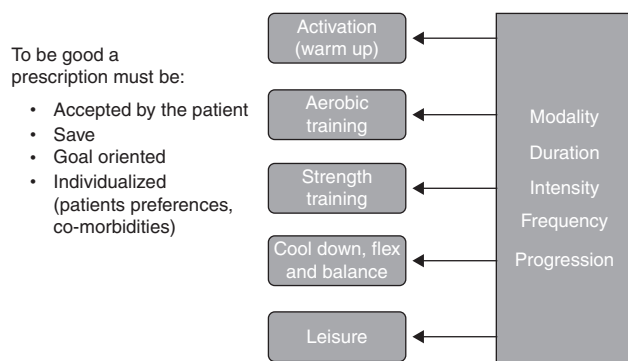 To be good a
prescription must be:
• Accepted by the patient
• Save
• Goal oriented
• Individualized
(patients preferences,
co-morbidities)
Activation
(warm up)
Aerobic
training
Strength
training
Cool down, flex
and balance
Leisure
Modality
Duration
Intensity
Frequency
Progression